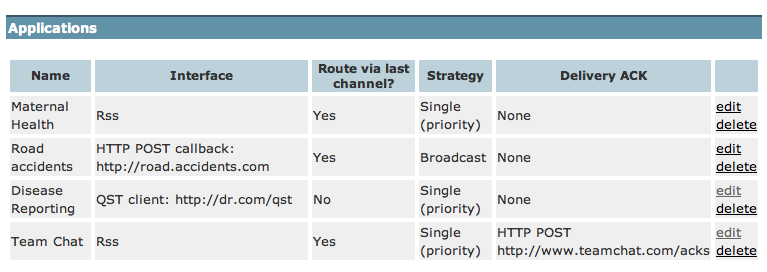 Applications
Name Interface Route via last channel? Strategy Delivery ACK
Maternal Health Rss Yes Single (priority) None edit delete
Road accidents HTTP POST callback: http://road.accidents.com Yes Broadcast None edit delete
Disease Reporting QST client: http://dr.com/qst No Single (priority) None edit delete
Team Chat Rss Yes Single (priority) HTTP POST http://www.teamchat.com/acks edit delete